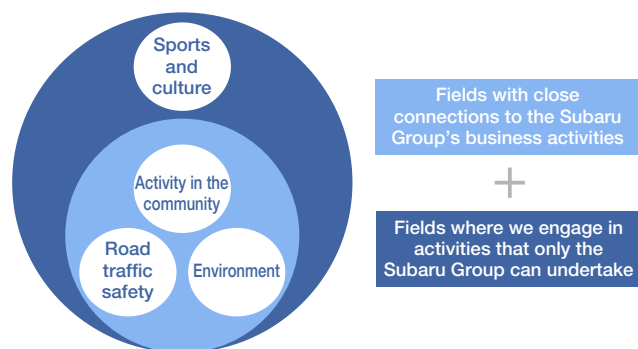 Sports
and
culture
Activity in the
community
Road
traffic
safety
Environment
Fields with close
connections to the Subaru
Group's business activities
+
Fields where we engage in
activities that only the
Subaru Group can undertake